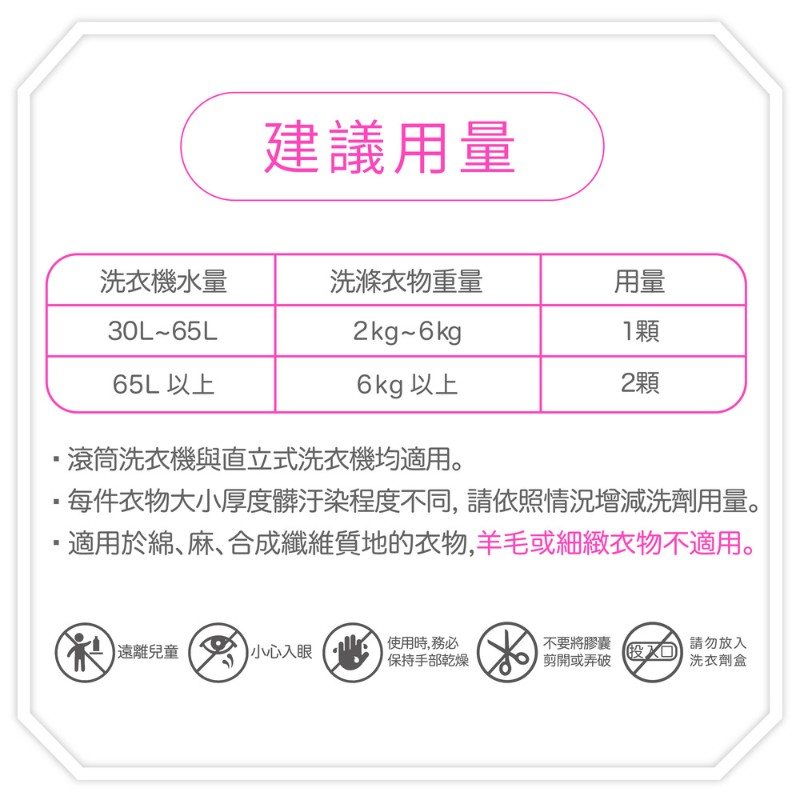 建議用量
洗衣機水量 洗滌衣物重量 用量
30L~65L 2kg~6kg 1顆
65L 以上 6kg 以上 2顆
·滾筒洗衣機與直立式洗衣機均適用。
·每件衣物大小厚度髒汙染程度不同, 請依照情況增減洗劑用量。
·適用於綿、麻、合成纖維質地的衣物,羊毛或細緻衣物不適用。
遠離兒童
小心入眼
使用時,務必
保持手部乾燥
不要將膠囊
剪開或弄破
投入口
請勿放入
洗衣劑盒